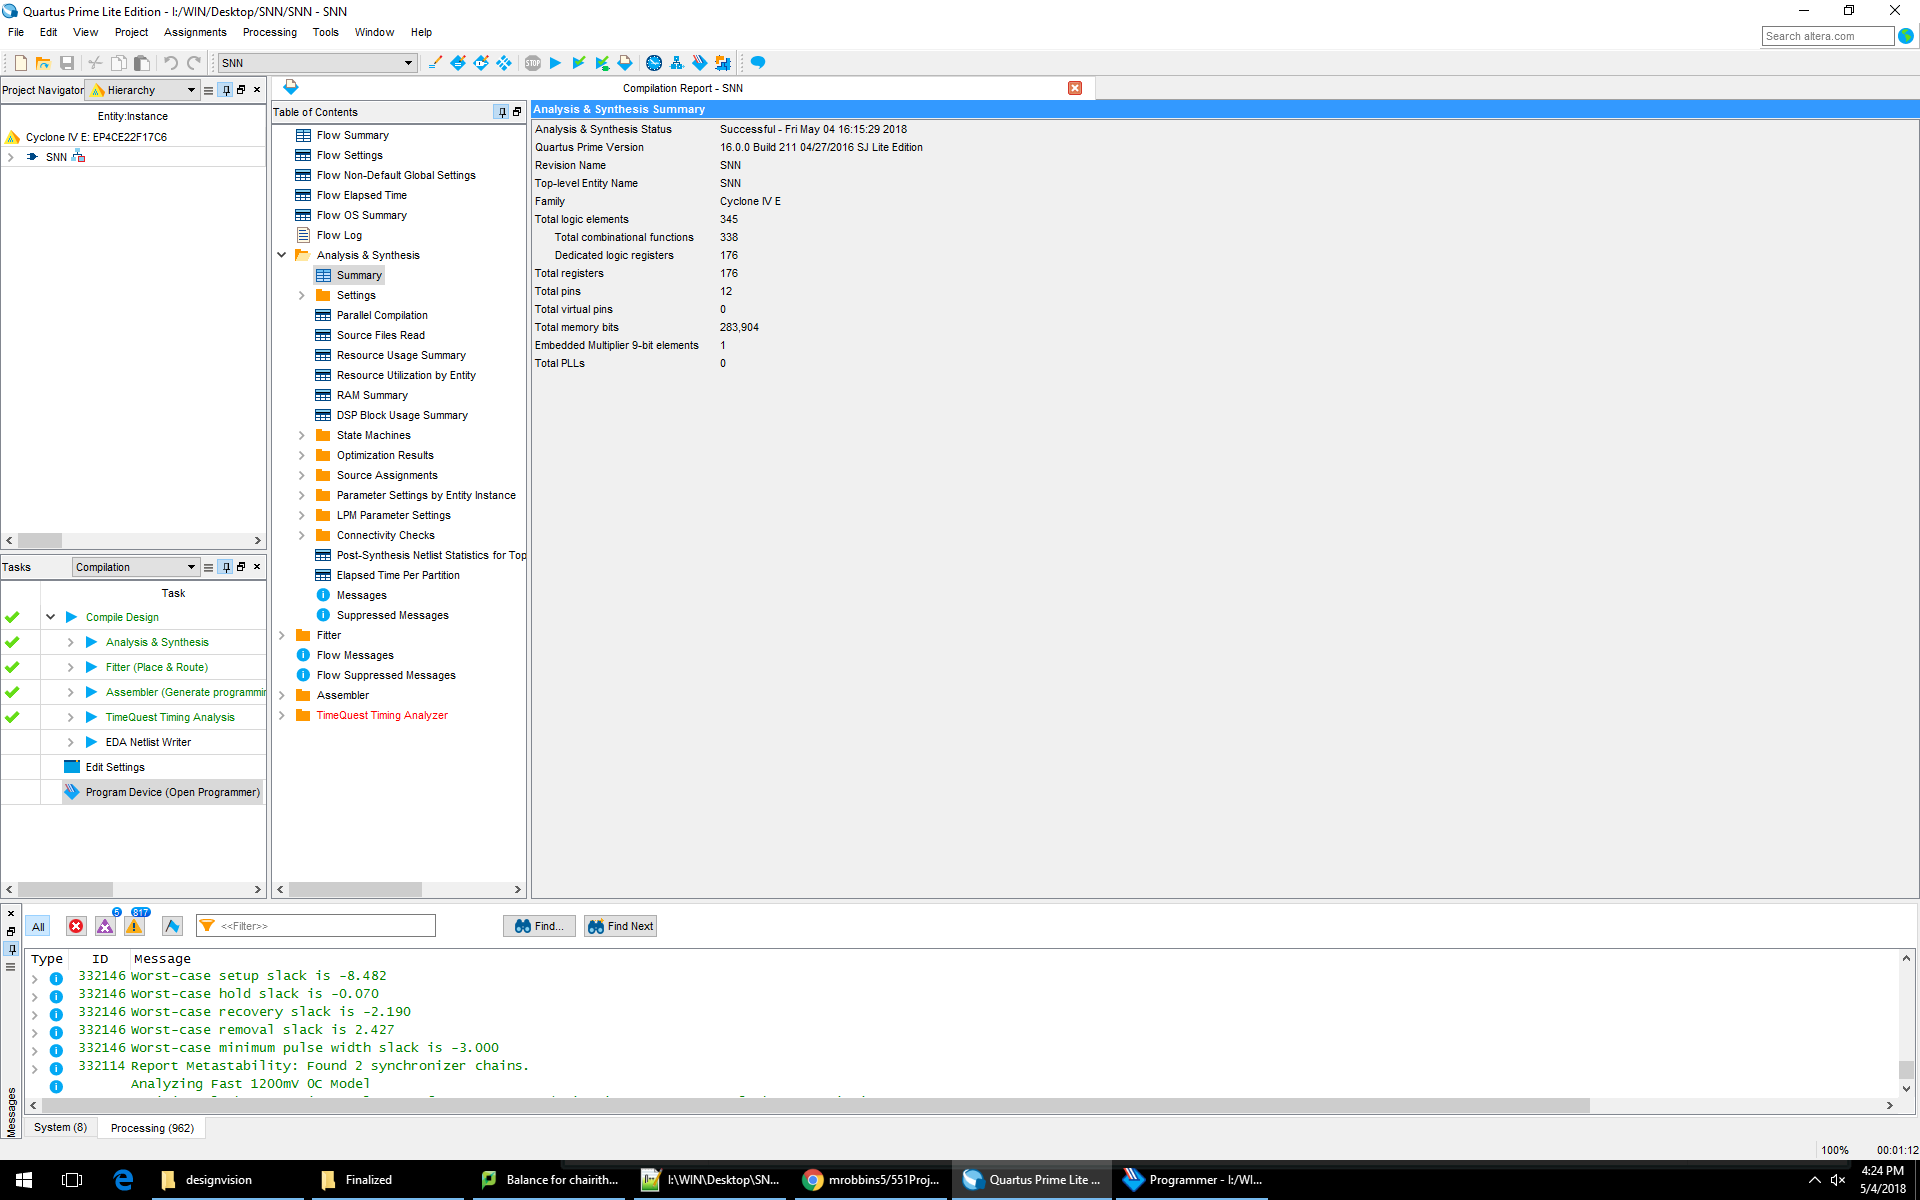 Quartus Prime Lite Edition - I:/WIN/Desktop/SNN/SNN - SNN
File Edit View Project Assignments Processing Tools Window Help
Search altera.com
SNN
Project Navigator Hierarchy
Entity:Instance
Cyclone IV E: EP4CE22F17C6
SNN
Tasks Compilation
Task
Compile Design
Analysis & Synthesis
Fitter (Place & Route)
Assembler (Generate programmin
TimeQuest Timing Analysis
EDA Netlist Writer
Edit Settings
Program Device (Open Programmer)
Compilation Report - SNN
Table of Contents
Flow Summary
Flow Settings
Flow Non-Default Global Settings
Flow Elapsed Time
Flow OS Summary
Flow Log
Analysis & Synthesis
Summary
Settings
Parallel Compilation
Source Files Read
Resource Usage Summary
Resource Utilization by Entity
RAM Summary
DSP Block Usage Summary
State Machines
Optimization Results
Source Assignments
Parameter Settings by Entity Instance
LPM Parameter Settings
Connectivity Checks
Post-Synthesis Netlist Statistics for Top
Elapsed Time Per Partition
Messages
Suppressed Messages
Fitter
Flow Messages
Flow Suppressed Messages
Assembler
TimeQuest Timing Analyzer
Analysis & Synthesis Summary
Analysis & Synthesis Status Successful - Fri May 04 16:15:29 2018
Quartus Prime Version 16.0.0 Build 211 04/27/2016 SJ Lite Edition
Revision Name SNN
Top-level Entity Name SNN
Family Cyclone IV E
Total logic elements 345
Total combinational functions 338
Dedicated logic registers 176
Total registers 176
Total pins 12
Total virtual pins 0
Total memory bits 283,904
Embedded Multiplier 9-bit elements 1
Total PLLs 0
All 5 817 <<Filter>> Find... Find Next
Type ID Message
332146 Worst-case setup slack is -8.482
332146 Worst-case hold slack is -0.070
332146 Worst-case recovery slack is -2.190
332146 Worst-case removal slack is 2.427
332146 Worst-case minimum pulse width slack is -3.000
332114 Report Metastability: Found 2 synchronizer chains.
Analyzing Fast 1200mV 0C Model
Messages
System (8) Processing (962)
100% 00:01:12
designvision Finalized Balance for chairith... I:\WIN\Desktop\SN... mrobbins5/551Proj... Quartus Prime Lite ... Programmer - I:/WI...
4:24 PM
5/4/2018